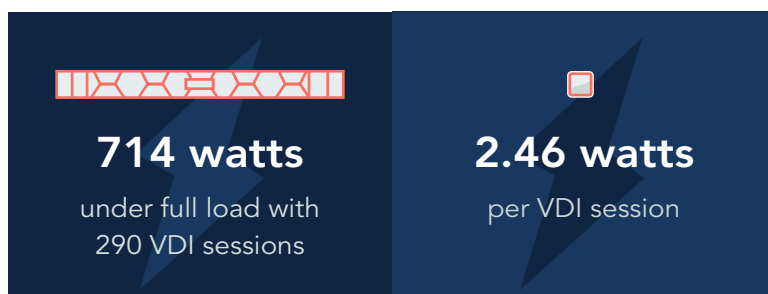 714 watts
under full load with
290 VDI sessions
2.46 watts
per VDI session